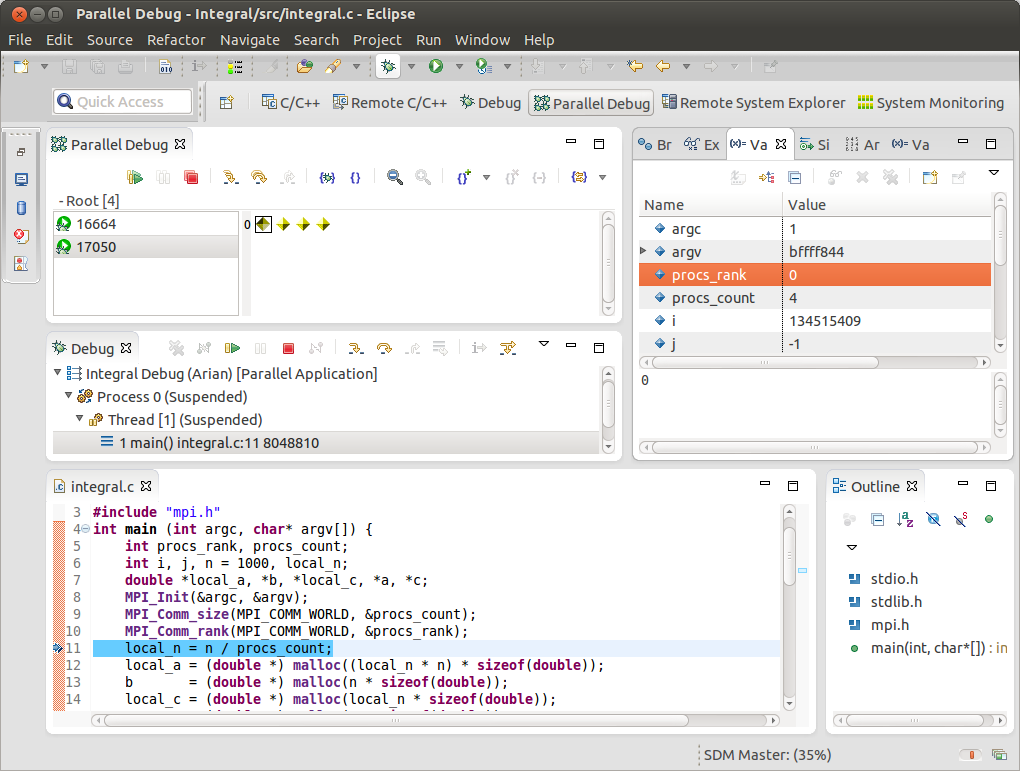 Parallel Debug - Integral/src/integral.c - Eclipse
File Edit Source Refactor Navigate Search Project Run Window Help
Quick Access
C/C++ Remote C/C++ Debug Parallel Debug Remote System Explorer System Monitoring
Parallel Debug
- Root [4]
16664
17050
0
Br Ex (x)= Va Si Ar (x)= Va
Name Value
argc 1
argv bffff844
procs_rank 0
procs_count 4
i 134515409
j -1
0
Debug
Integral Debug (Arian) [Parallel Application]
Process 0 (Suspended)
Thread [1] (Suspended)
1 main() integral.c:11 8048810
integral.c
3 #include "mpi.h"
4 int main (int argc, char* argv[]) {
5 int procs_rank, procs_count;
6 int i, j, n = 1000, local_n;
7 double *local_a, *b, *local_c, *a, *c;
8 MPI_Init(&argc, &argv);
9 MPI_Comm_size(MPI_COMM_WORLD, &procs_count);
10 MPI_Comm_rank(MPI_COMM_WORLD, &procs_rank);
11 local_n = n / procs_count;
12 local_a = (double *) malloc((local_n * n) * sizeof(double));
13 b = (double *) malloc(n * sizeof(double));
14 local_c = (double *) malloc(local_n * sizeof(double));
Outline
stdio.h
stdlib.h
mpi.h
main(int, char*[]) : in
SDM Master: (35%)